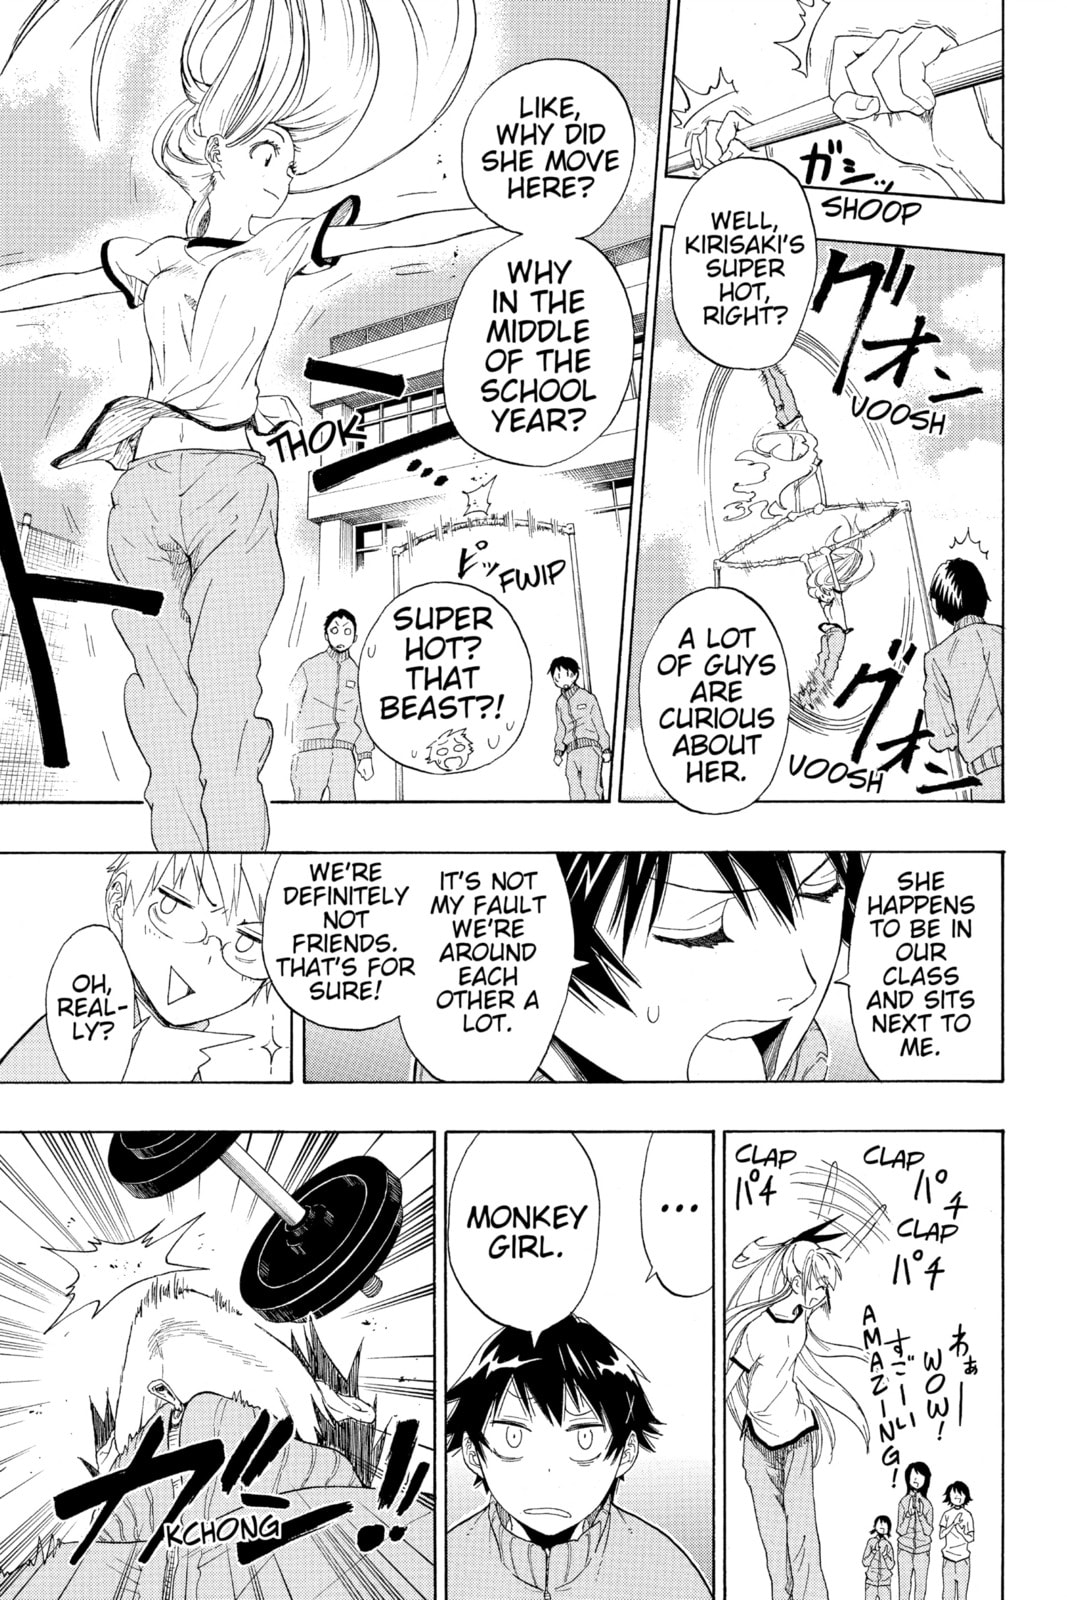 ガシッ
SHOOP
WELL,
KIRISAKI'S
SUPER
HOT,
RIGHT?
グオン
VOOSH
A LOT
OF GUYS
ARE
CURIOUS
ABOUT
HER.
グオン
VOOSH
LIKE,
WHY DID
SHE MOVE
HERE?
WHY
IN THE
MIDDLE
OF THE
SCHOOL
YEAR?
ピッ
FWIP
SUPER
HOT?
THAT
BEAST?!
THOK
SHE
HAPPENS
TO BE IN
OUR
CLASS
AND SITS
NEXT TO
ME.
IT'S NOT
MY FAULT
WE'RE
AROUND
EACH
OTHER A
LOT.
WE'RE
DEFINITELY
NOT
FRIENDS.
THAT'S FOR
SURE!
OH,
REAL-
LY?
CLAP
パチ
CLAP
パチ
CLAP
パチ
わぁー
WOW!
すごーいい
AMAZING!
...
MONKEY
GIRL.
ガシーン!!
KCHONG